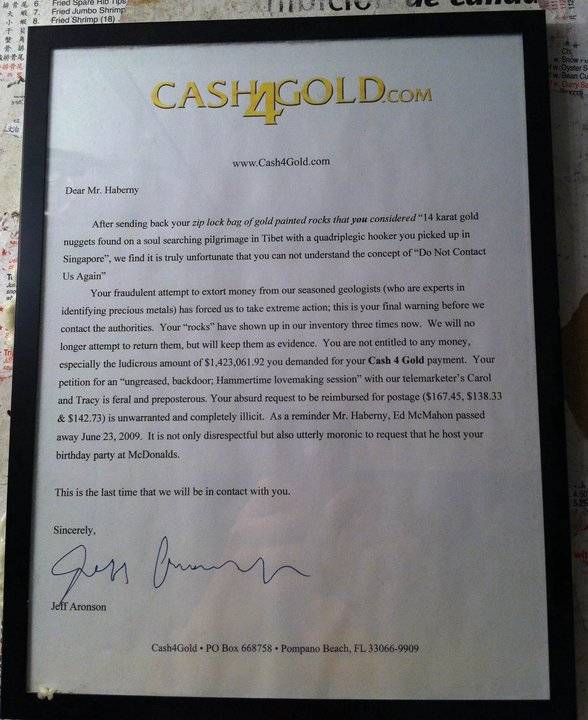 6. Fried Spare Rib Tips
7. Fried Jumbo Shrimp
8. Fried Shrimp (18)
CASH4GOLD.COM
www.Cash4Gold.com
Dear Mr. Haberny
After sending back your zip lock bag of gold painted rocks that you considered “14 karat gold
nuggets found on a soul searching pilgrimage in Tibet with a quadriplegic hooker you picked up in
Singapore”, we find it is truly unfortunate that you can not understand the concept of “Do Not Contact
Us Again”
Your fraudulent attempt to extort money from our seasoned geologists (who are experts in
identifying precious metals) has forced us to take extreme action; this is your final warning before we
contact the authorities. Your “rocks” have shown up in our inventory three times now. We will no
longer attempt to return them, but will keep them as evidence. You are not entitled to any money,
especially the ludicrous amount of $1,423,061.92 you demanded for your Cash 4 Gold payment. Your
petition for an “ungreased, backdoor; Hammertime lovemaking session” with our telemarketer’s Carol
and Tracy is feral and preposterous. Your absurd request to be reimbursed for postage ($167.45, $138.33
& $142.73) is unwarranted and completely illicit. As a reminder Mr. Haberny, Ed McMahon passed
away June 23, 2009. It is not only disrespectful but also utterly moronic to request that he host your
birthday party at McDonalds.
This is the last time that we will be in contact with you.
Sincerely,
Jeff Aronson
Jeff Aronson
Cash4Gold • PO Box 668758 • Pompano Beach, FL 33066-9909